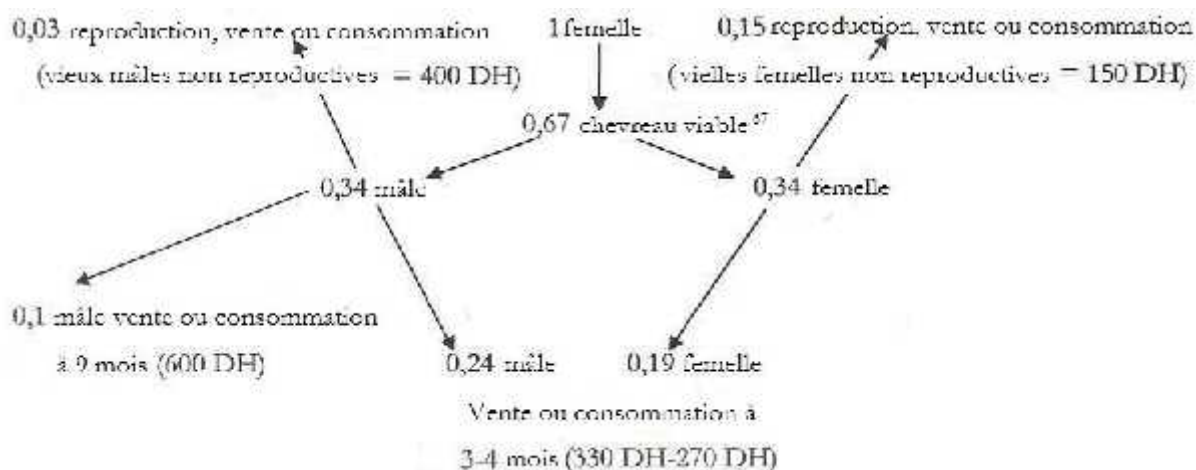 0,03 reproduction, vente ou consommation
(vieux mâles non reproductives = 400 DH)
1 femelle
0,15 reproduction, vente ou consommation
(vielles femelles non reproductives = 150 DH)
0,67 chevreau viable 57
0,34 mâle
0,34 femelle
0,1 mâle vente ou consommation
à 9 mois (600 DH)
0,24 mâle
0,19 femelle
Vente ou consommation à
3-4 mois (330 DH-270 DH)